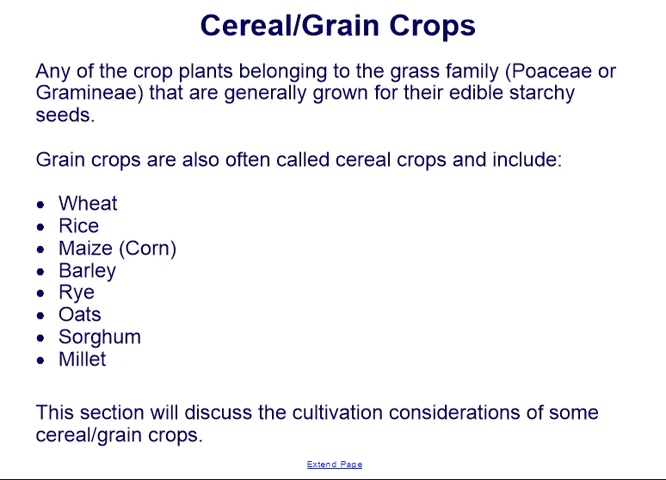 Cereal/Grain Crops
Any of the crop plants belonging to the grass family (Poaceae or
Gramineae) that are generally grown for their edible starchy
seeds.
Grain crops are also often called cereal crops and include:
• Wheat
• Rice
• Maize (Corn)
• Barley
• Rye
• Oats
• Sorghum
• Millet
This section will discuss the cultivation considerations of some
cereal/grain crops.
Extend Page